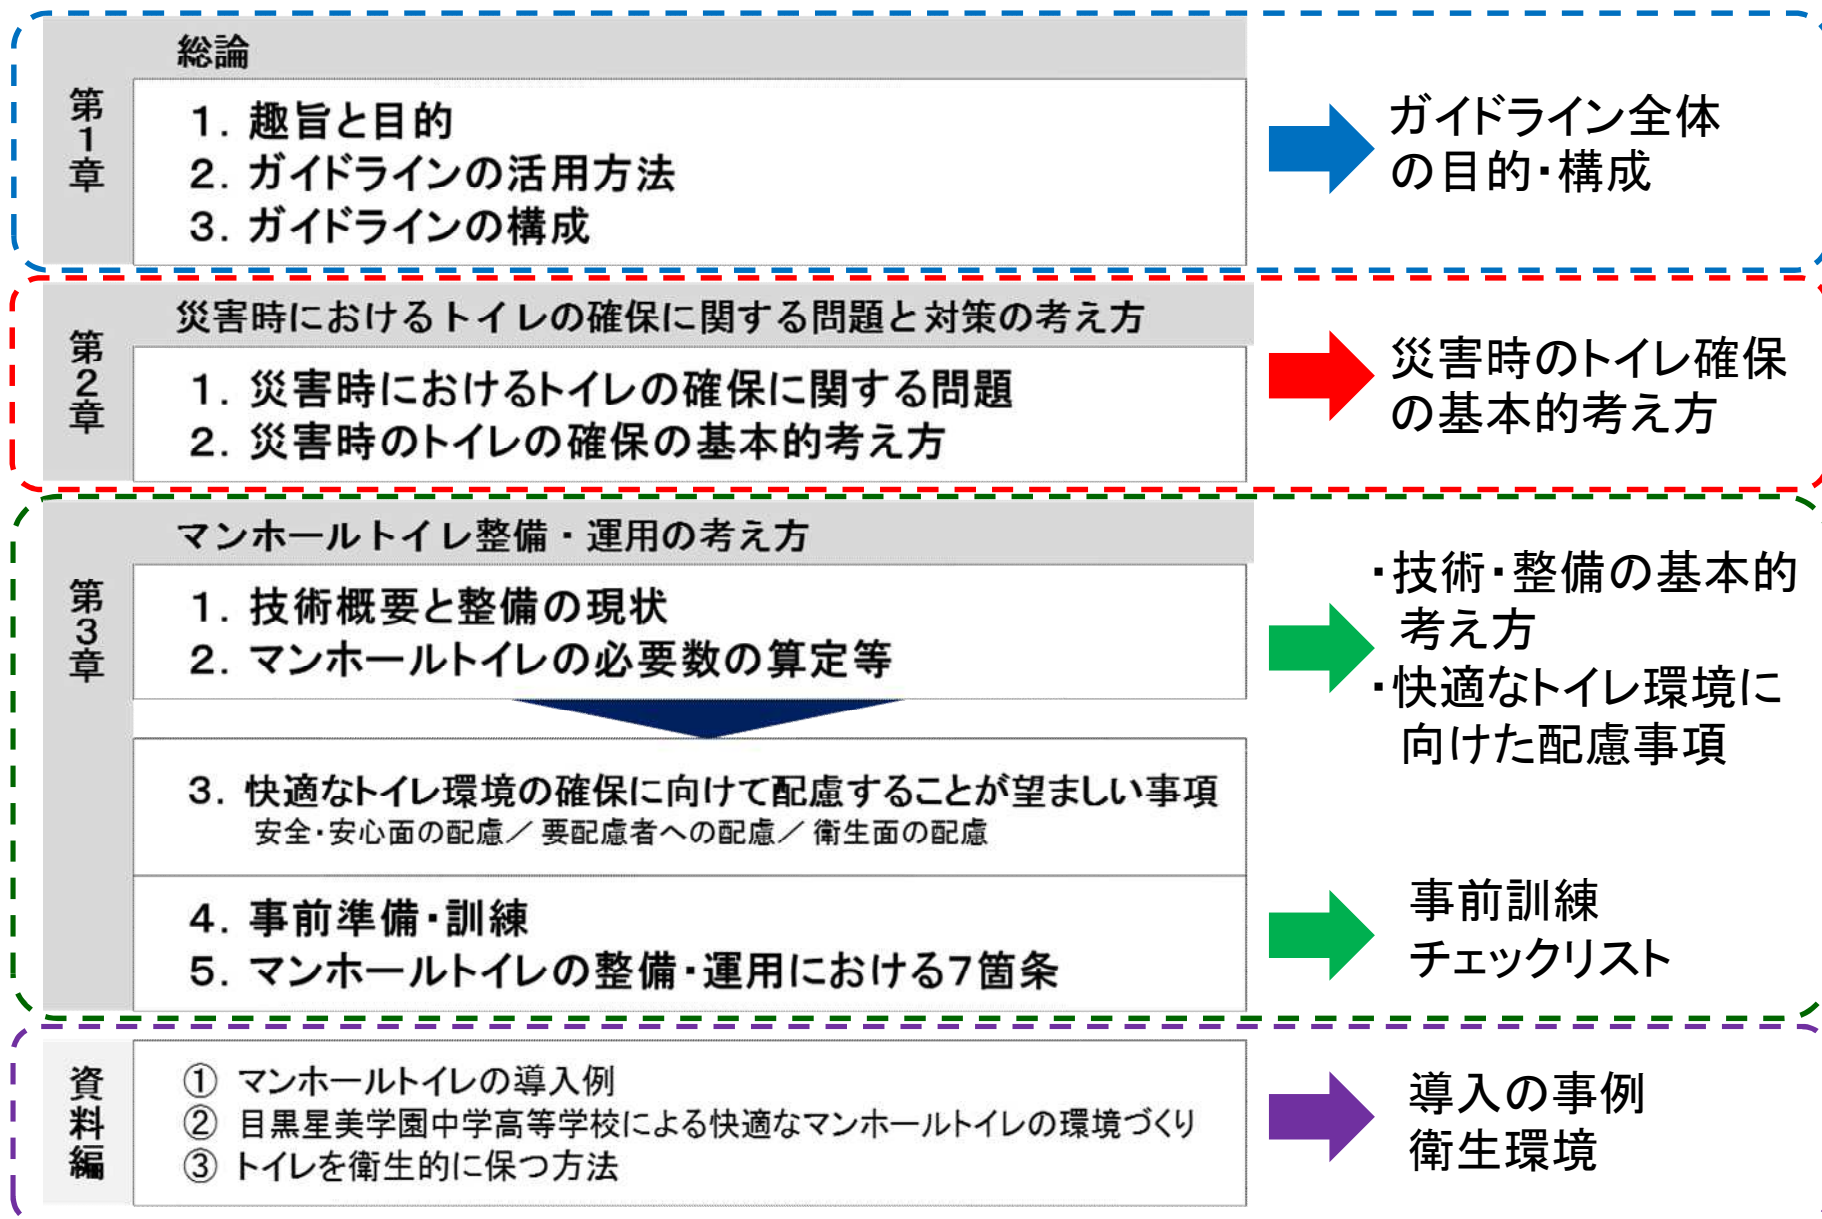 第1章
総論
1. 趣旨と目的
2. ガイドラインの活用方法
3. ガイドラインの構成
ガイドライン全体
の目的・構成
第2章
災害時におけるトイレの確保に関する問題と対策の考え方
1. 災害時におけるトイレの確保に関する問題
2. 災害時のトイレの確保の基本的考え方
災害時のトイレ確保
の基本的考え方
第3章
マンホールトイレ整備・運用の考え方
1. 技術概要と整備の現状
2. マンホールトイレの必要数の算定等
・技術・整備の基本的
考え方
・快適なトイレ環境に
向けた配慮事項
3. 快適なトイレ環境の確保に向けて配慮することが望ましい事項
安全・安心面の配慮／要配慮者への配慮／衛生面の配慮
4. 事前準備・訓練
5. マンホールトイレの整備・運用における7箇条
事前訓練
チェックリスト
資料編
① マンホールトイレの導入例
② 目黒星美学園中学高等学校による快適なマンホールトイレの環境づくり
③ トイレを衛生的に保つ方法
導入の事例
衛生環境